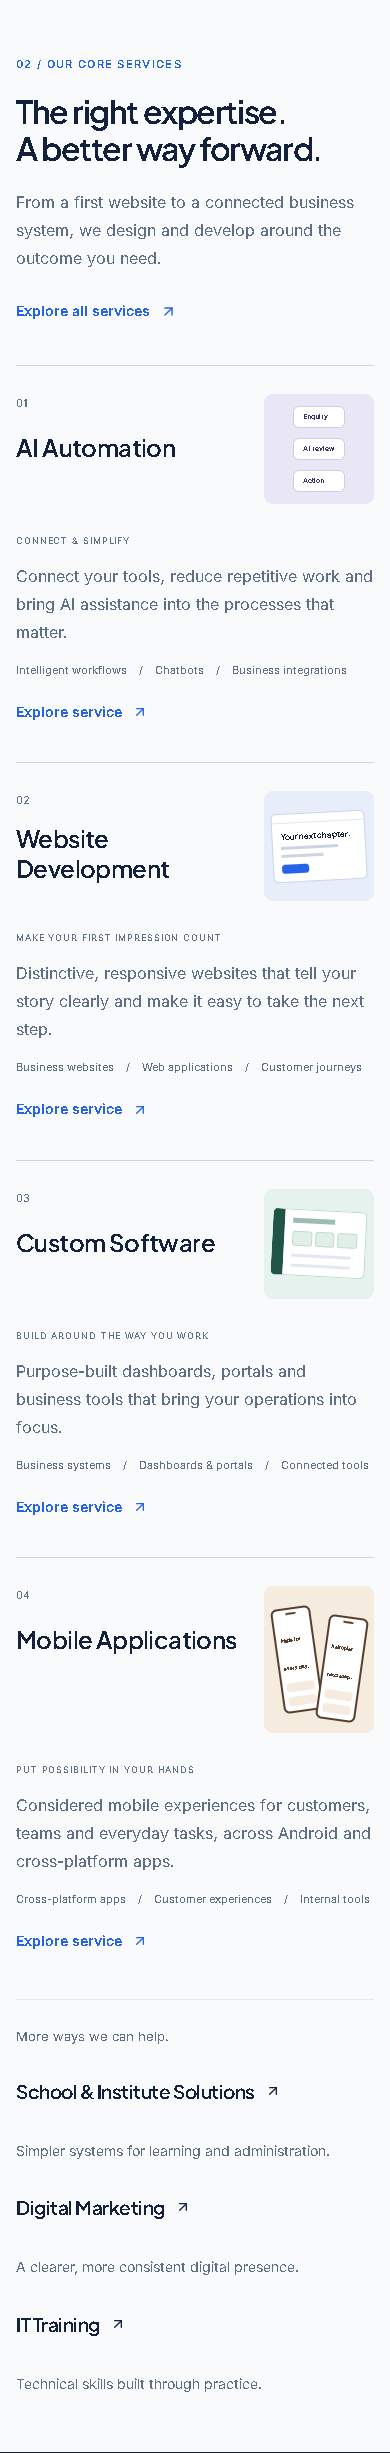 02 / OUR CORE SERVICES
The right expertise.
A better way forward.
From a first website to a connected business
system, we design and develop around the
outcome you need.
Explore all services
01
AI Automation
Enquiry
AI review
Action
CONNECT & SIMPLIFY
Connect your tools, reduce repetitive work and
bring AI assistance into the processes that
matter.
Intelligent workflows / Chatbots / Business integrations
Explore service
02
Website
Development
Your next chapter.
MAKE YOUR FIRST IMPRESSION COUNT
Distinctive, responsive websites that tell your
story clearly and make it easy to take the next
step.
Business websites / Web applications / Customer journeys
Explore service
03
Custom Software
BUILD AROUND THE WAY YOU WORK
Purpose-built dashboards, portals and
business tools that bring your operations into
focus.
Business systems / Dashboards & portals / Connected tools
Explore service
04
Mobile Applications
Made for
every day.
PUT POSSIBILITY IN YOUR HANDS
Considered mobile experiences for customers,
teams and everyday tasks, across Android and
cross-platform apps.
Cross-platform apps / Customer experiences / Internal tools
Explore service
More ways we can help.
School & Institute Solutions
Simpler systems for learning and administration.
Digital Marketing
A clearer, more consistent digital presence.
IT Training
Technical skills built through practice.